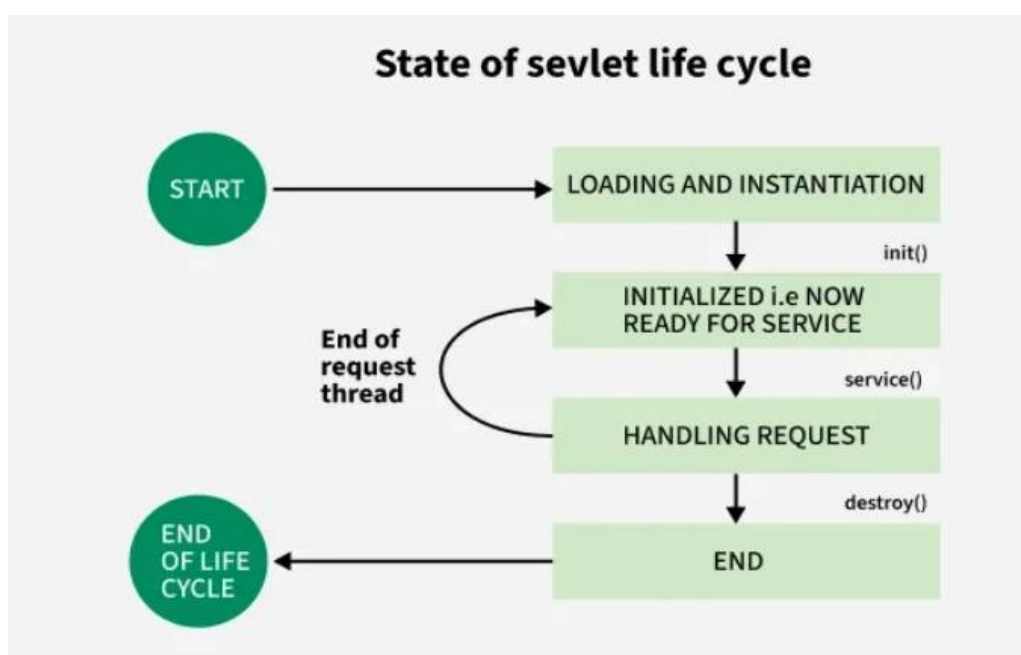 State of sevlet life cycle
START
LOADING AND INSTANTIATION
init()
INITIALIZED i.e NOW
READY FOR SERVICE
End of
request
thread
service()
HANDLING REQUEST
destroy()
END
OF LIFE
CYCLE
END